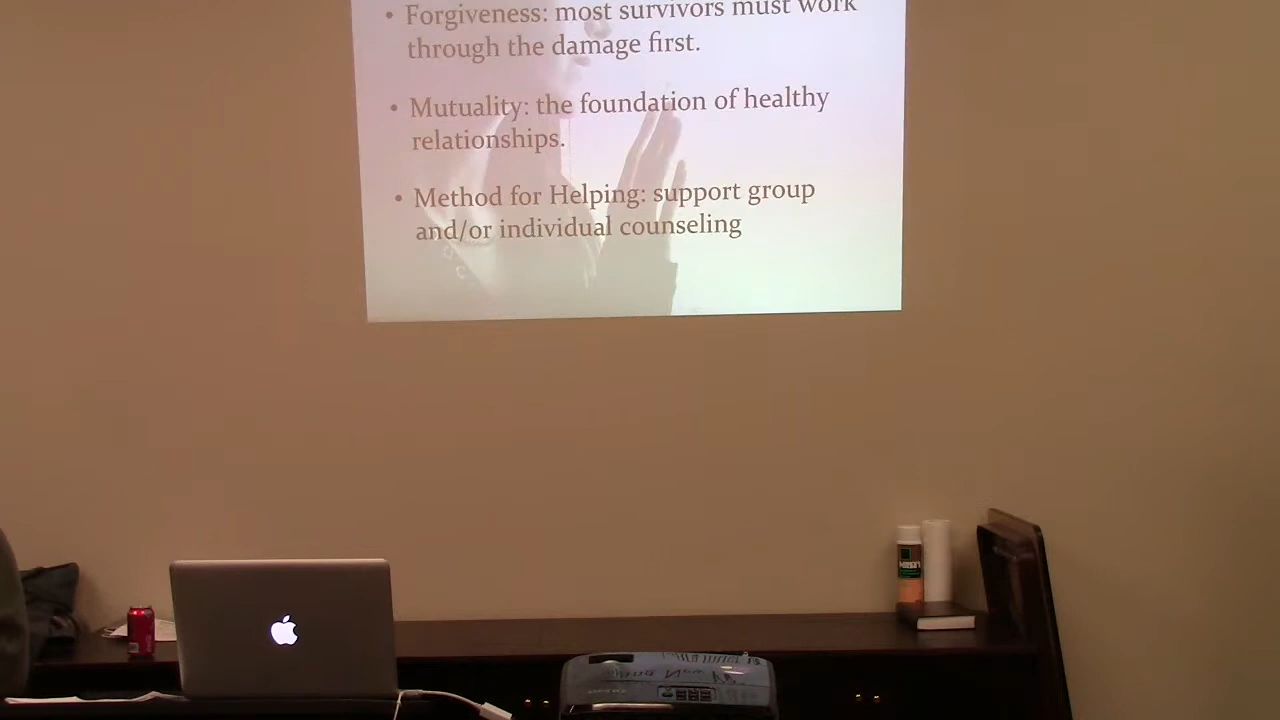 • Forgiveness: most survivors must work
through the damage first.
• Mutuality: the foundation of healthy
relationships.
• Method for Helping: support group
and/or individual counseling